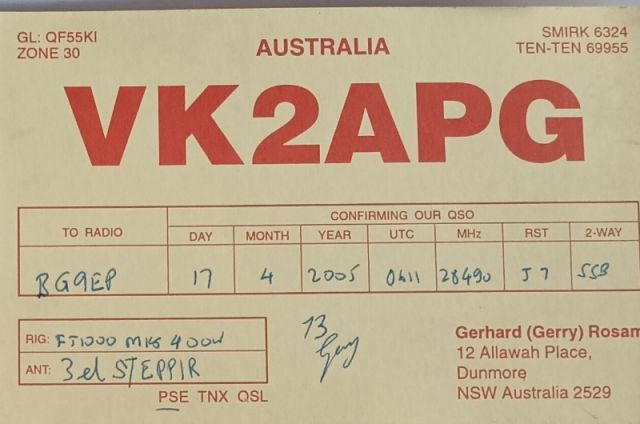 GL: QF55KI
ZONE 30
SMIRK 6324
TEN-TEN 69955
AUSTRALIA
VK2APG
CONFIRMING OUR QSO
TO RADIO DAY MONTH YEAR UTC MHz RST 2-WAY
BG9EP 17 4 2005 0411 28490 57 SSB
RIG: FT1000 MK5 400W
ANT: 3el STEPPIR
PSE TNX QSL
73
Gerry
Gerhard (Gerry) Rosam
12 Allawah Place,
Dunmore
NSW Australia 2529